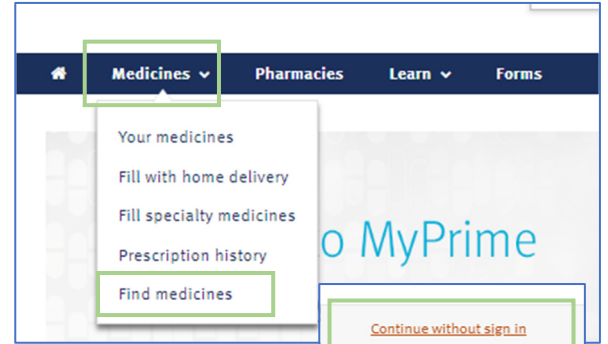 Medicines Pharmacies Learn Forms
Your medicines
Fill with home delivery
Fill specialty medicines
Prescription history
o MyPrime
Find medicines
Continue without sign in